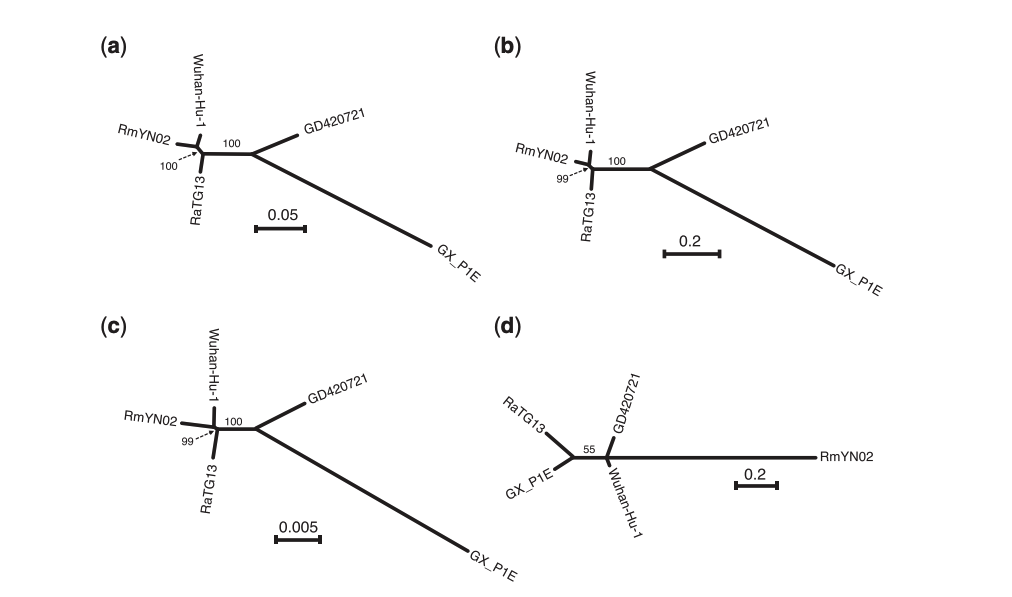 (a)
Wuhan-Hu-1
RmYN02
GD420721
100
100
RaTG13
0.05
GX_P1E
(b)
Wuhan-Hu-1
GD420721
RmYN02
100
99
RaTG13
0.2
GX_P1E
(c)
Wuhan-Hu-1
GD420721
RmYN02
100
99
RaTG13
0.005
GX_P1E
(d)
GD420721
RaTG13
55
RmYN02
GX_P1E
0.2
Wuhan-Hu-1